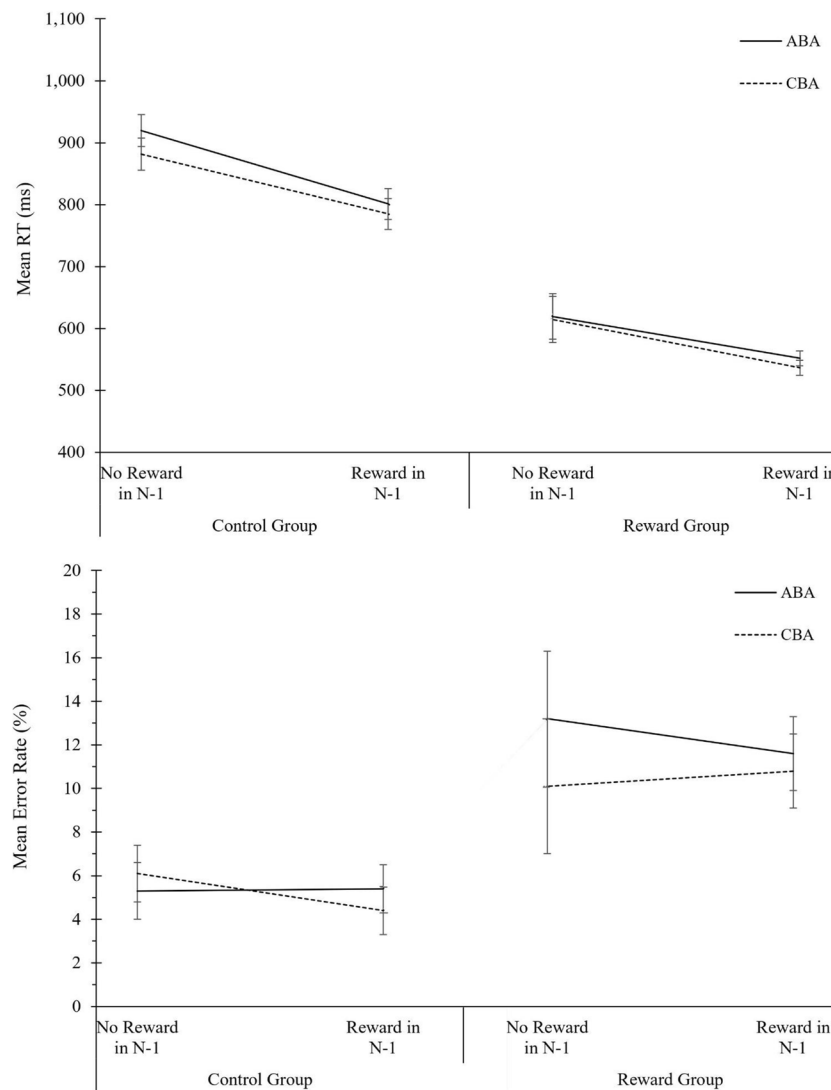 1,100
ABA
1,000
CBA
900
800
700
600
500
400
Mean RT (ms)
No Reward in N-1
Reward in N-1
No Reward in N-1
Reward in N-1
Control Group
Reward Group
20
ABA
18
16
CBA
14
12
10
8
6
4
2
0
Mean Error Rate (%)
No Reward in N-1
Reward in N-1
No Reward in N-1
Reward in N-1
Control Group
Reward Group